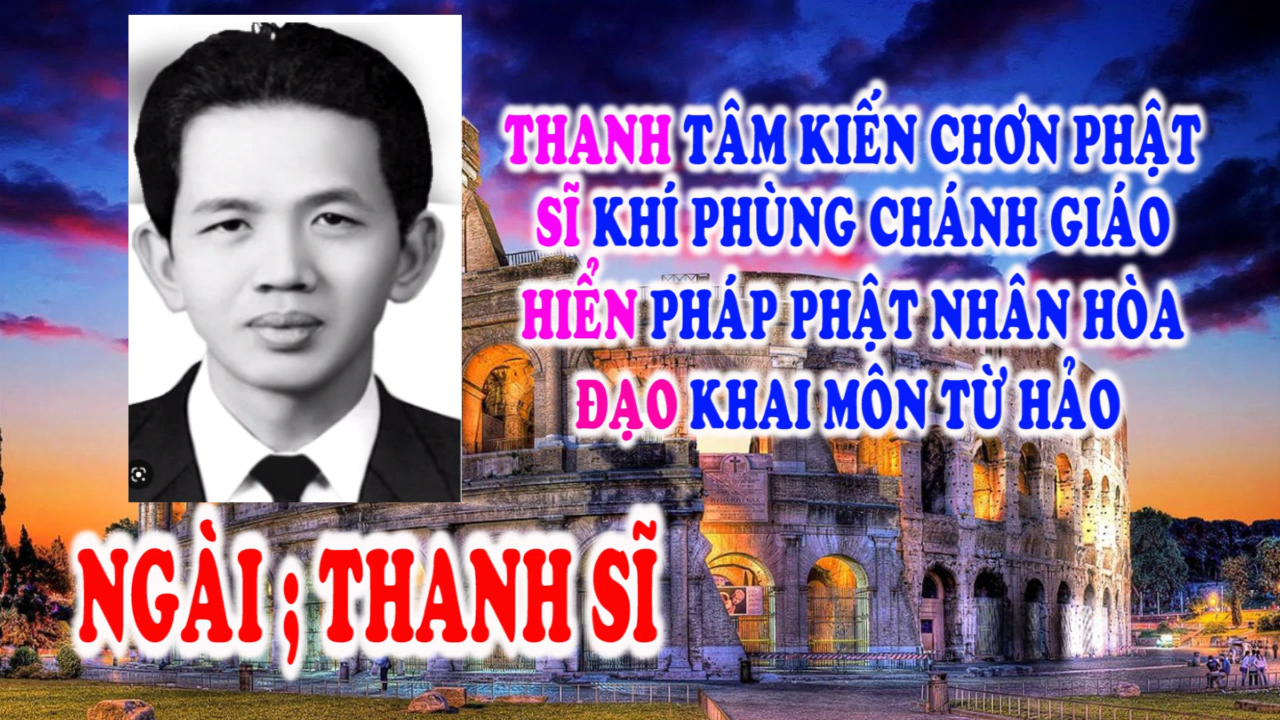 THANH TÂM KIẾN CHƠN PHẬT
SĨ KHÍ PHÙNG CHÁNH GIÁO
HIỂN PHÁP PHẬT NHÂN HÒA
ĐẠO KHAI MÔN TỪ HẢO
NGÀI ; THANH SĨ